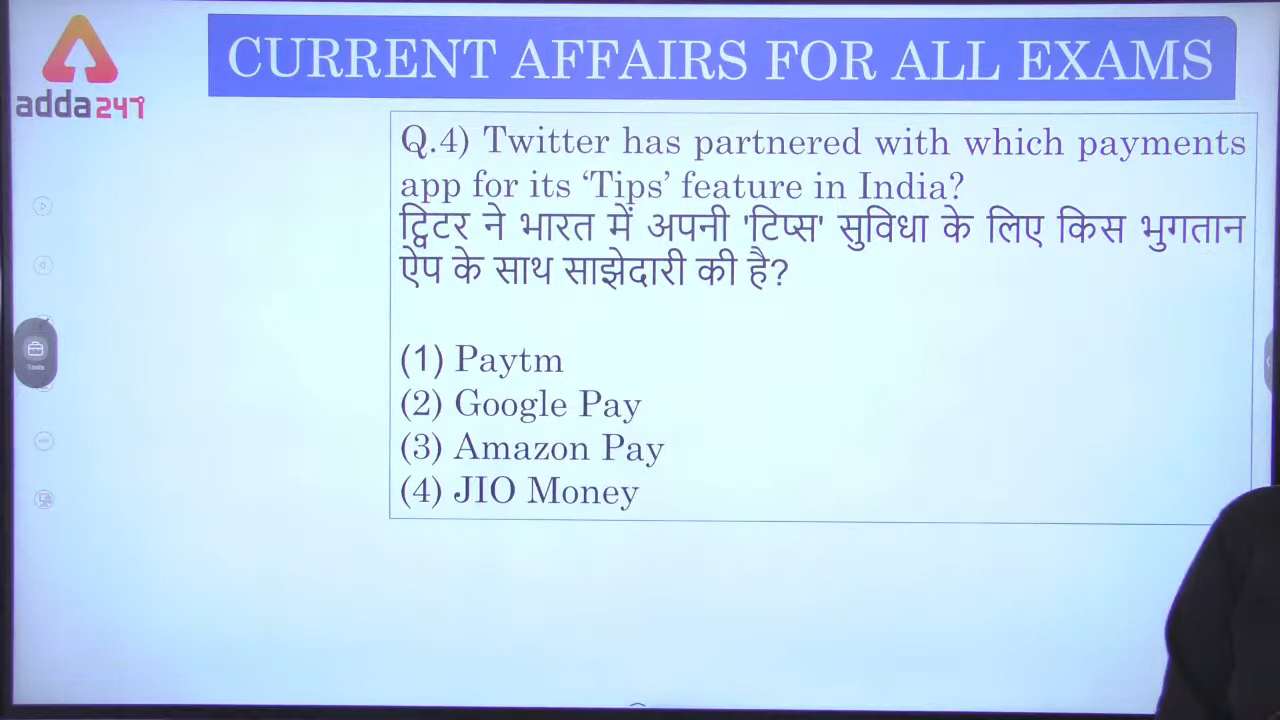 CURRENT AFFAIRS FOR ALL EXAMS
adda247
Q.4) Twitter has partnered with which payments
app for its ‘Tips’ feature in India?
ट्विटर ने भारत में अपनी 'टिप्स' सुविधा के लिए किस भुगतान
ऐप के साथ साझेदारी की है?
(1) Paytm
(2) Google Pay
(3) Amazon Pay
(4) JIO Money
Tools